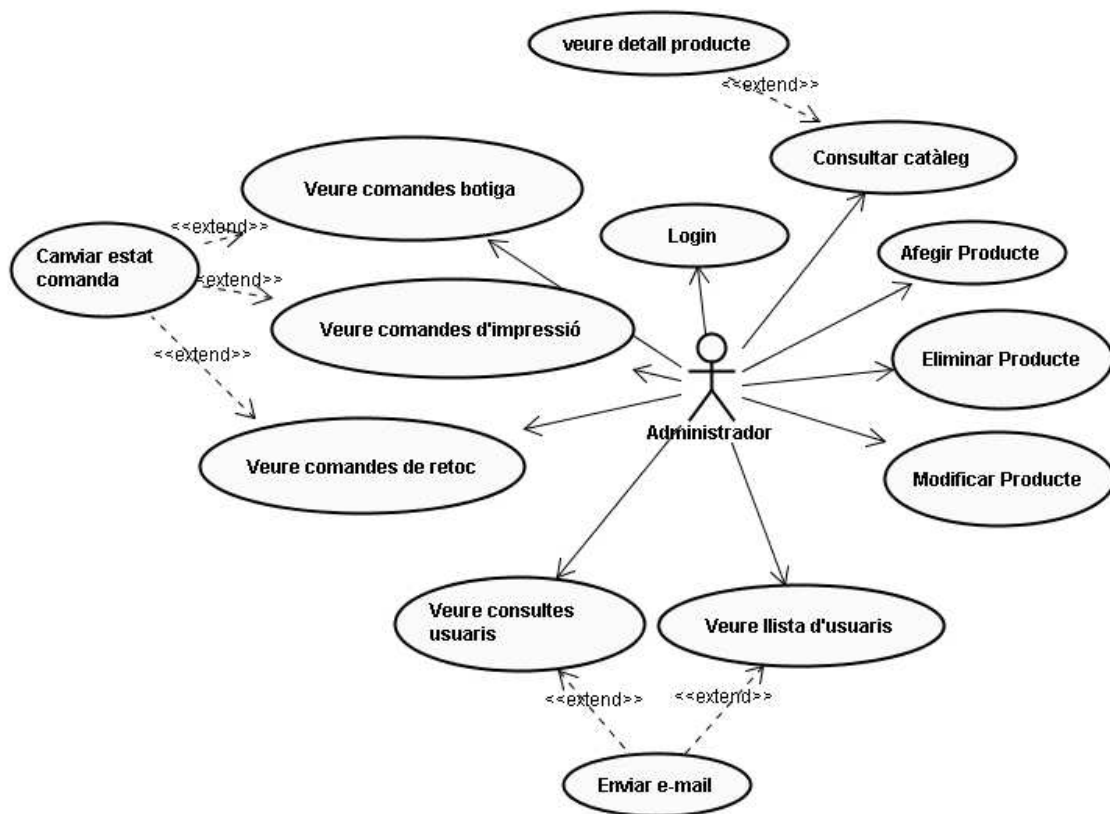 veure detall producte
<<extend>>
Consultar catàleg
Veure comandes botiga
<<extend>>
Login
Afegir Producte
Canviar estat
comanda
<<extend>>
Veure comandes d'impressió
Eliminar Producte
<<extend>>
Administrador
Veure comandes de retoc
Modificar Producte
Veure consultes
usuaris
Veure llista d'usuaris
<<extend>>
<<extend>>
Enviar e-mail